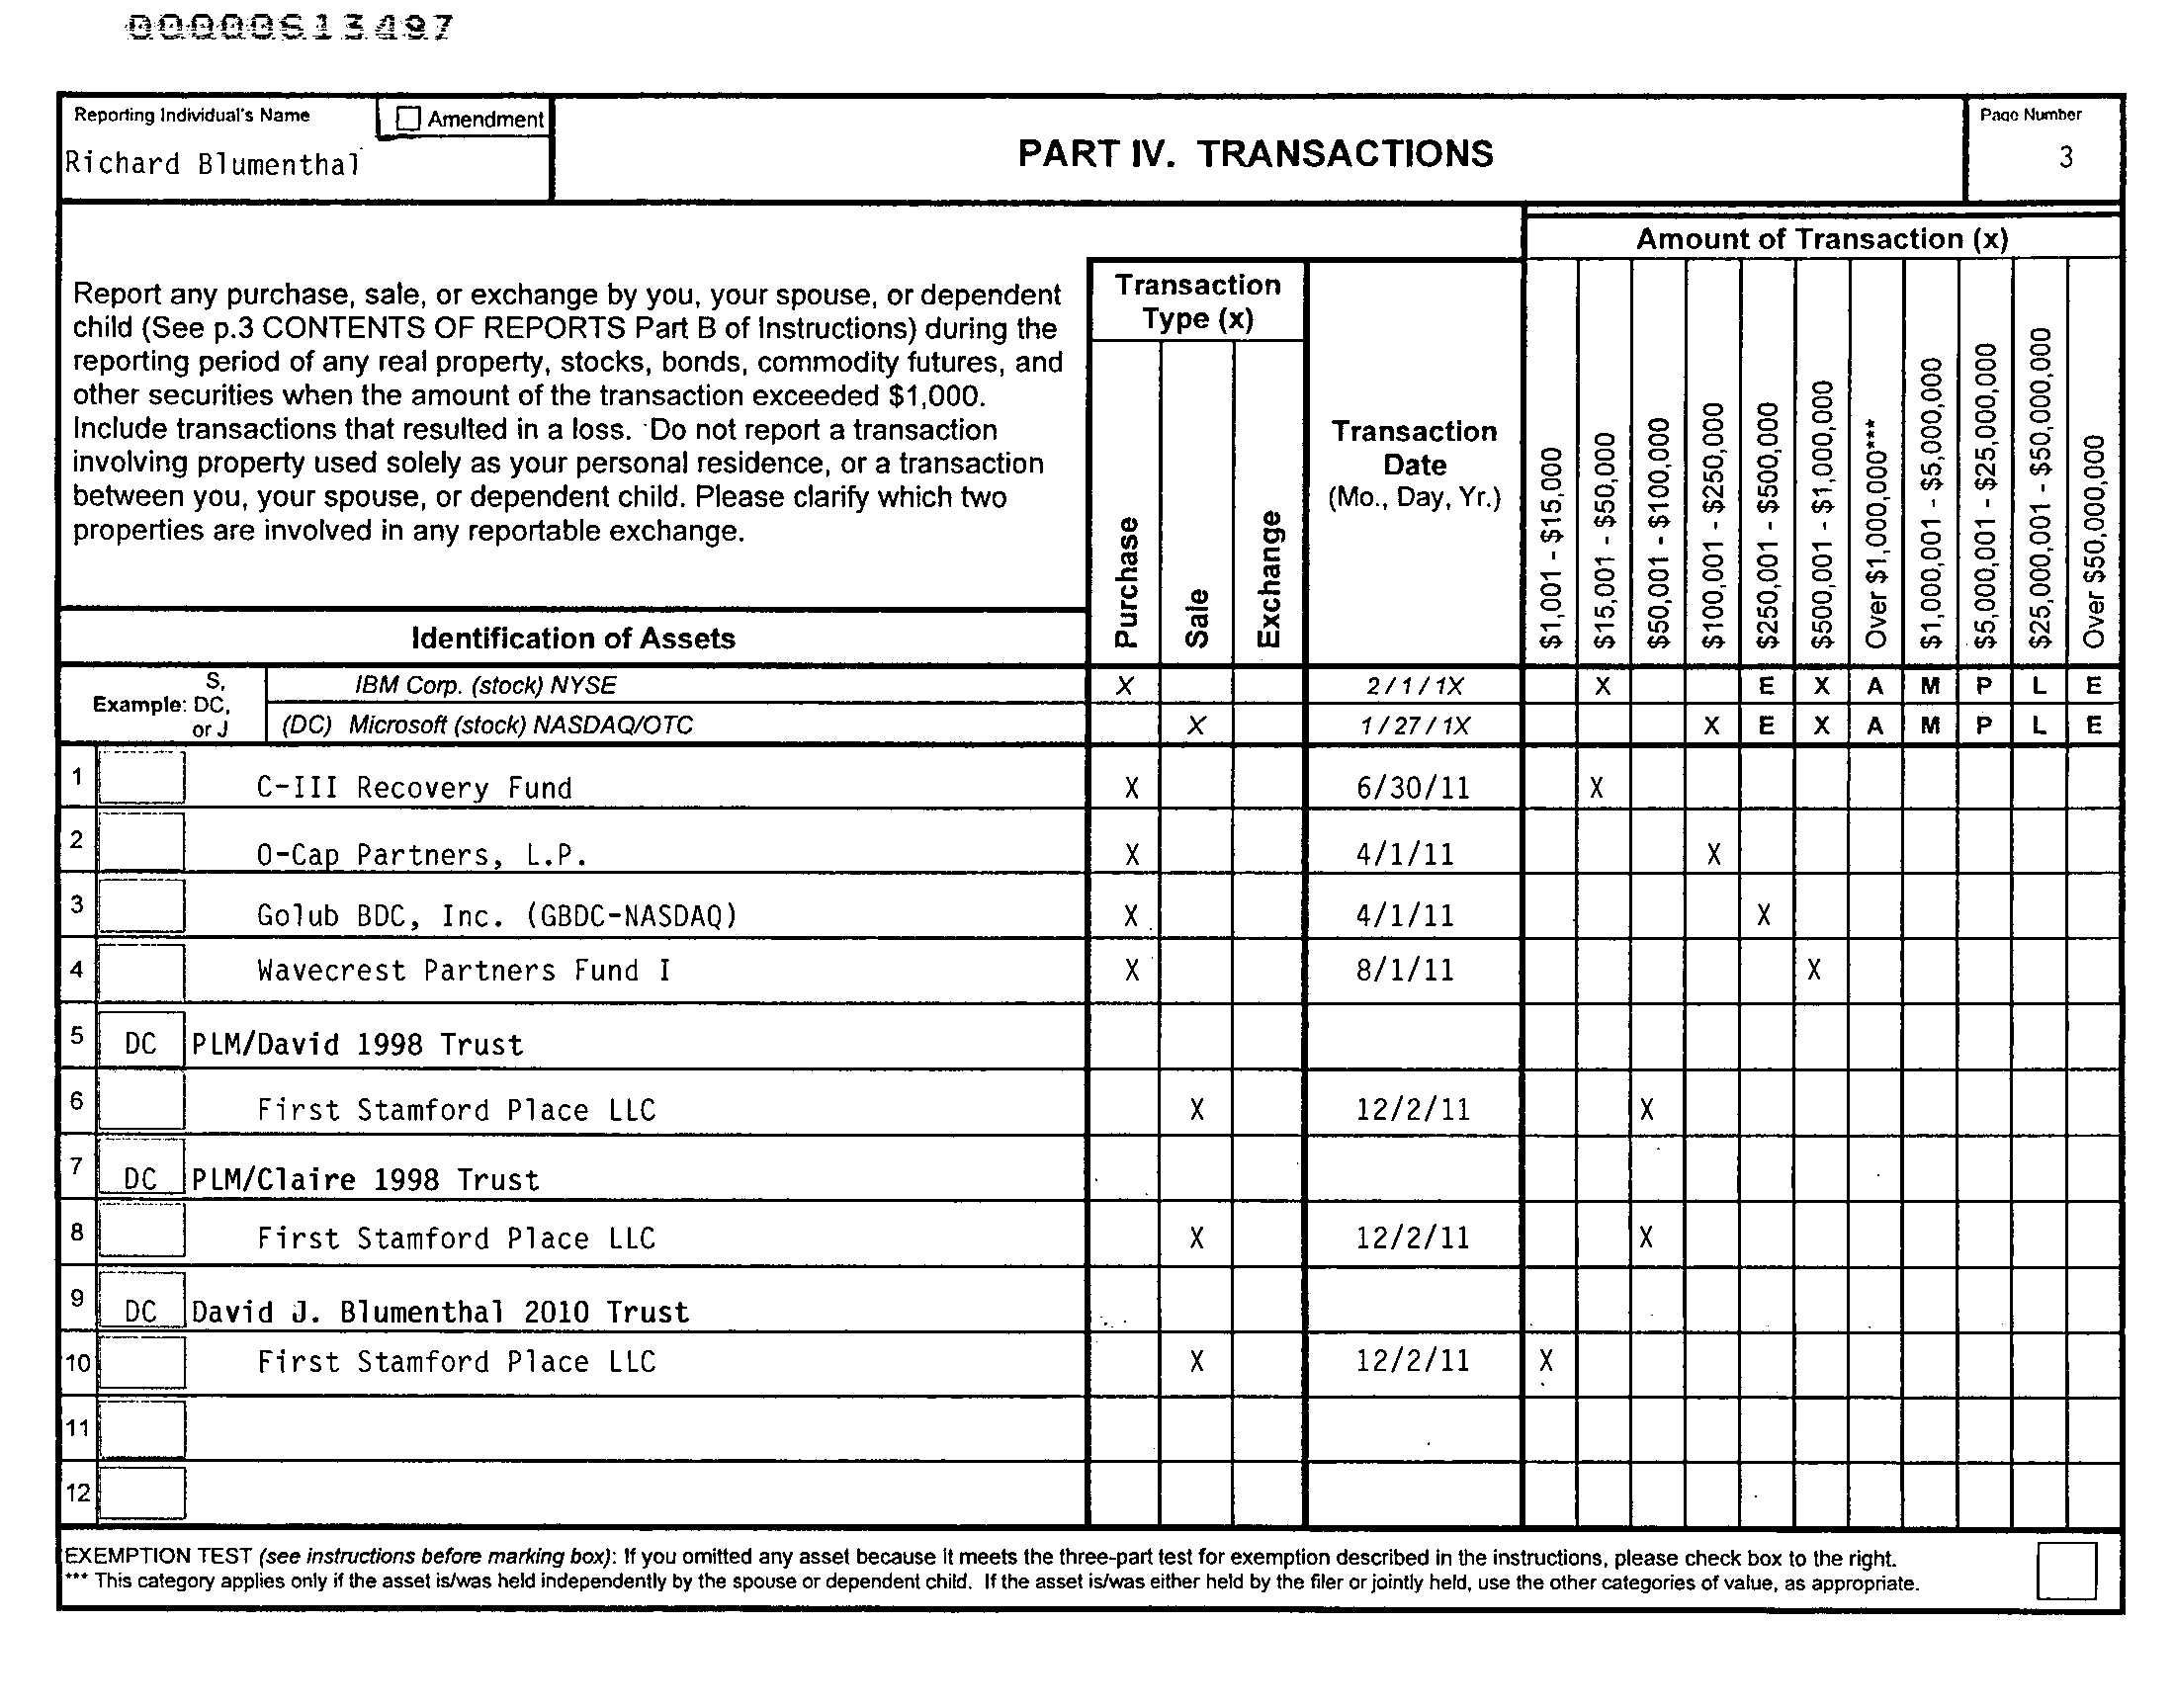 00000S13497
Reporting Individual's Name
Amendment
Richard Blumenthal
PART IV. TRANSACTIONS
Page Number
3
Amount of Transaction (x)
Report any purchase, sale, or exchange by you, your spouse, or dependent
child (See p.3 CONTENTS OF REPORTS Part B of Instructions) during the
reporting period of any real property, stocks, bonds, commodity futures, and
other securities when the amount of the transaction exceeded $1,000.
Include transactions that resulted in a loss. Do not report a transaction
involving property used solely as your personal residence, or a transaction
between you, your spouse, or dependent child. Please clarify which two
properties are involved in any reportable exchange.
Transaction
Type (x)
Purchase
Sale
Exchange
Transaction
Date
(Mo., Day, Yr.)
$1,001 - $15,000
$15,001 - $50,000
$50,001 - $100,000
$100,001 - $250,000
$250,001 - $500,000
$500,001 - $1,000,000
Over $1,000,000***
$1,000,001 - $5,000,000
$5,000,001 - $25,000,000
$25,000,001 - $50,000,000
Over $50,000,000
Identification of Assets
Example: S, DC, or J
IBM Corp. (stock) NYSE X 2/1/1X X E X A M P L E
(DC) Microsoft (stock) NASDAQ/OTC X 1/27/1X X E X A M P L E
1 C-III Recovery Fund X 6/30/11 X
2 O-Cap Partners, L.P. X 4/1/11 X
3 Golub BDC, Inc. (GBDC-NASDAQ) X 4/1/11 X
4 Wavecrest Partners Fund I X 8/1/11 X
5 DC PLM/David 1998 Trust
6 First Stamford Place LLC X 12/2/11 X
7 DC PLM/Claire 1998 Trust
8 First Stamford Place LLC X 12/2/11 X
9 DC David J. Blumenthal 2010 Trust
10 First Stamford Place LLC X 12/2/11 X
11
12
EXEMPTION TEST (see instructions before marking box): If you omitted any asset because it meets the three-part test for exemption described in the instructions, please check box to the right.
*** This category applies only if the asset is/was held independently by the spouse or dependent child. If the asset is/was either held by the filer or jointly held, use the other categories of value, as appropriate.